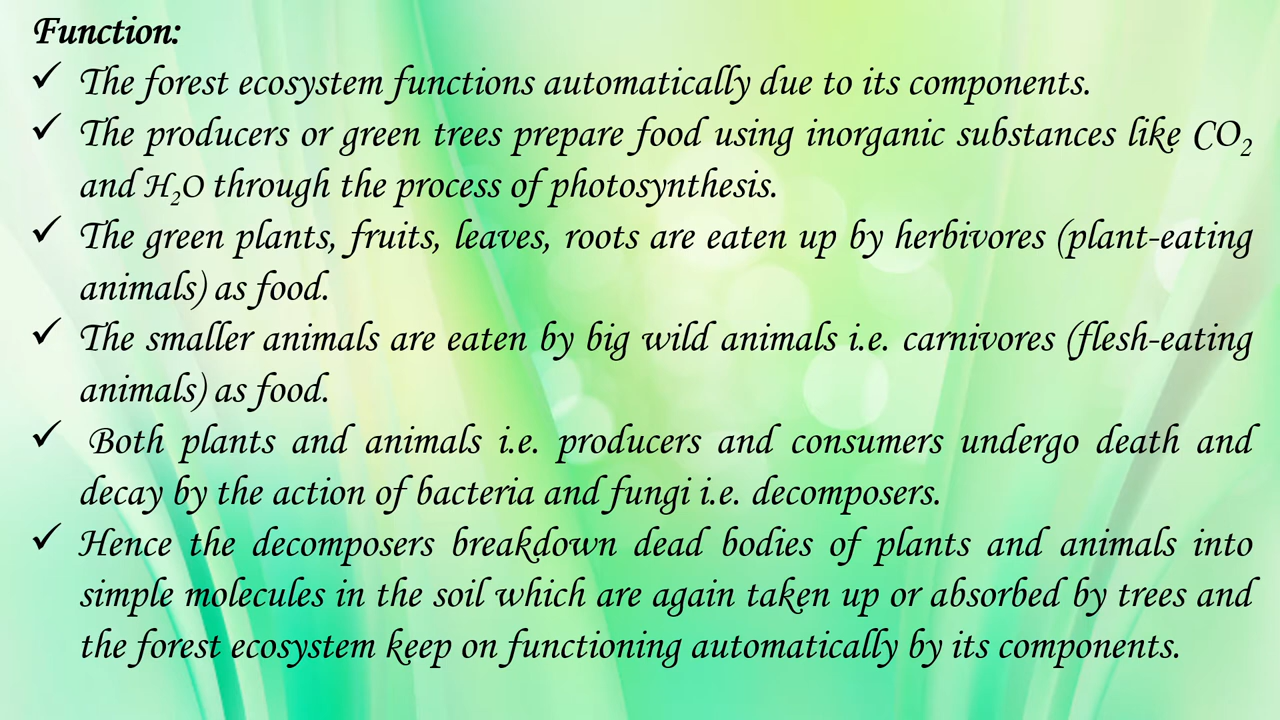 Function:
✓ The forest ecosystem functions automatically due to its components.
✓ The producers or green trees prepare food using inorganic substances like CO₂
and H₂O through the process of photosynthesis.
✓ The green plants, fruits, leaves, roots are eaten up by herbivores (plant-eating
animals) as food.
✓ The smaller animals are eaten by big wild animals i.e. carnivores (flesh-eating
animals) as food.
✓ Both plants and animals i.e. producers and consumers undergo death and
decay by the action of bacteria and fungi i.e. decomposers.
✓ Hence the decomposers breakdown dead bodies of plants and animals into
simple molecules in the soil which are again taken up or absorbed by trees and
the forest ecosystem keep on functioning automatically by its components.